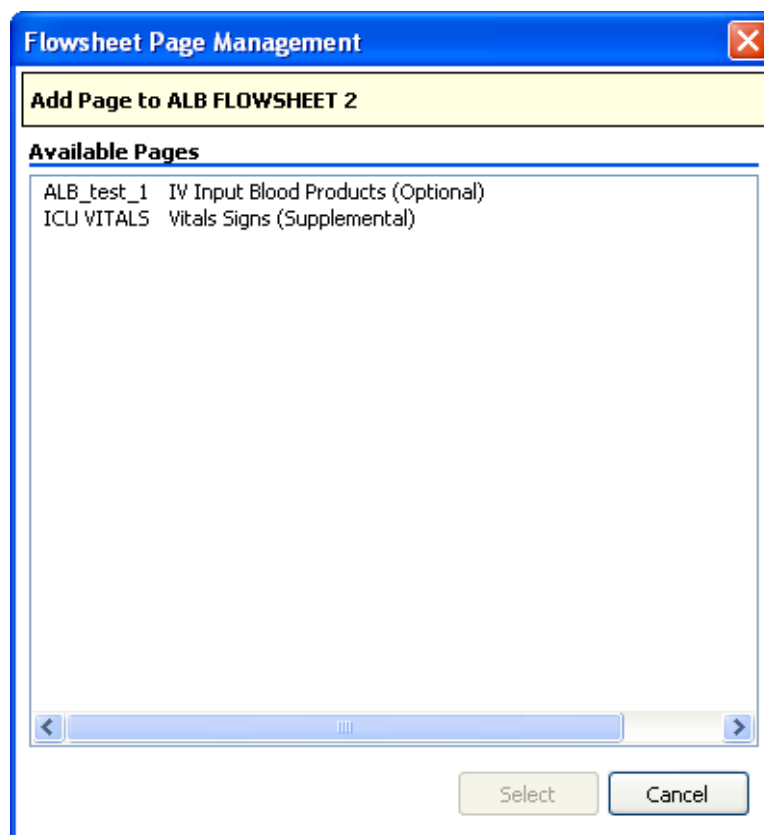 Flowsheet Page Management
Add Page to ALB FLOWSHEET 2
Available Pages
ALB_test_1 IV Input Blood Products (Optional)
ICU VITALS Vitals Signs (Supplemental)
Select Cancel